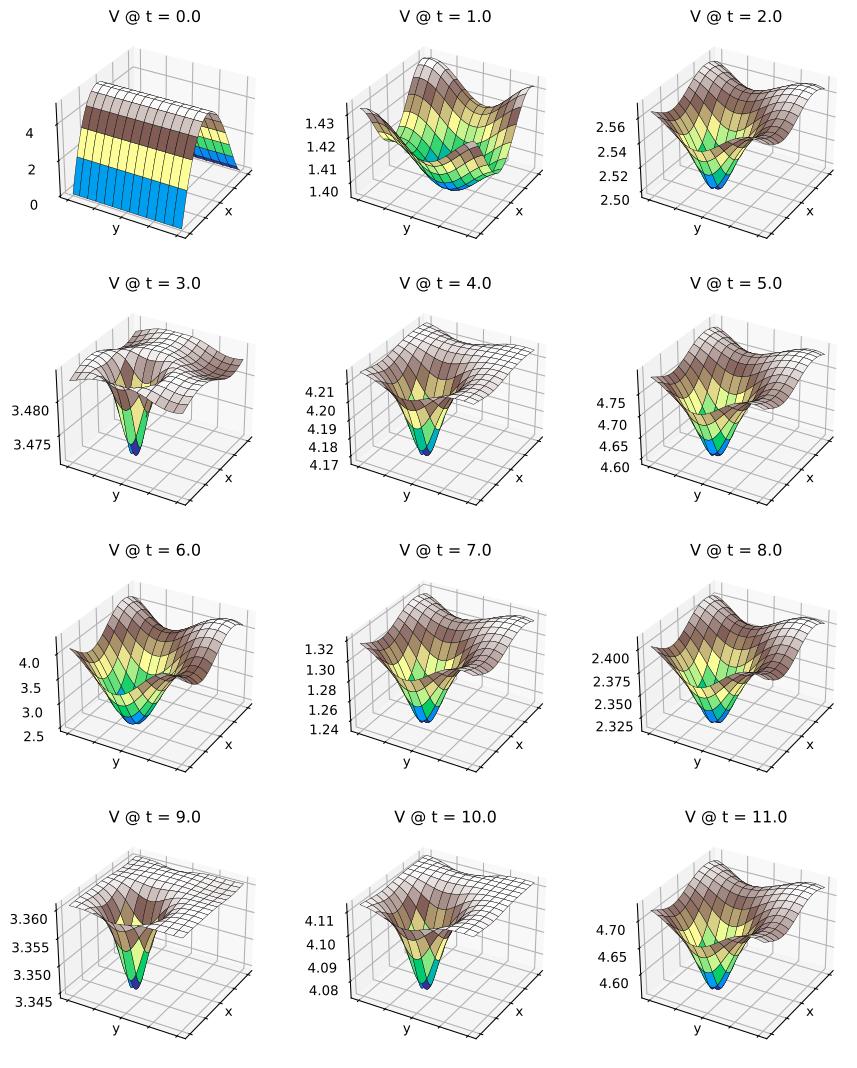 V @ t = 0.0
V @ t = 1.0
V @ t = 2.0
4
2
0
y
x
1.43
1.42
1.41
1.40
y
x
2.56
2.54
2.52
2.50
y
x
V @ t = 3.0
V @ t = 4.0
V @ t = 5.0
3.480
3.475
y
x
4.21
4.20
4.19
4.18
4.17
y
x
4.75
4.70
4.65
4.60
y
x
V @ t = 6.0
V @ t = 7.0
V @ t = 8.0
4.0
3.5
3.0
2.5
y
x
1.32
1.30
1.28
1.26
1.24
y
x
2.400
2.375
2.350
2.325
y
x
V @ t = 9.0
V @ t = 10.0
V @ t = 11.0
3.360
3.355
3.350
3.345
y
x
4.11
4.10
4.09
4.08
y
x
4.70
4.65
4.60
y
x